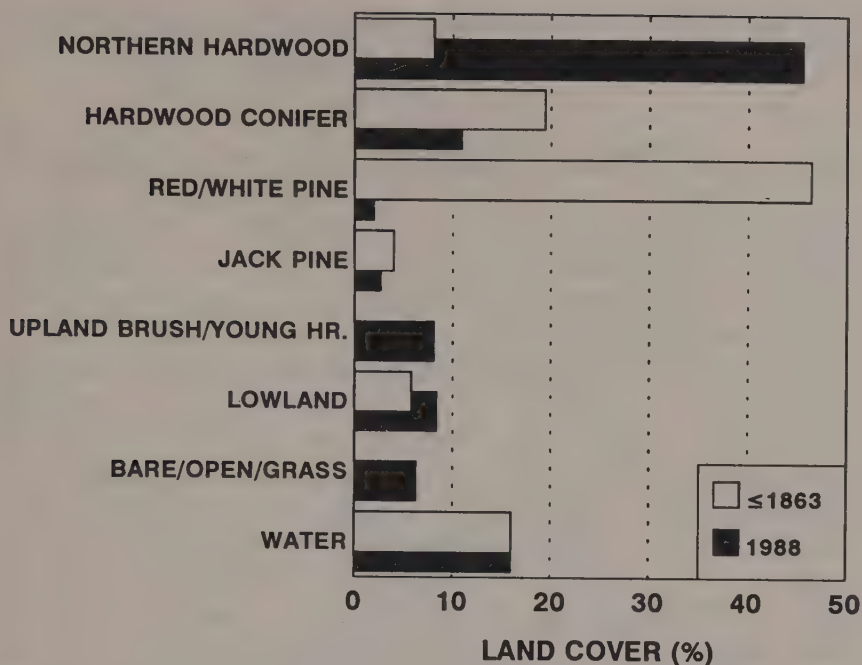 NORTHERN HARDWOOD
HARDWOOD CONIFER
RED/WHITE PINE
JACK PINE
UPLAND BRUSH/YOUNG HR.
LOWLAND
BARE/OPEN/GRASS
WATER
≤1863
1988
0 10 20 30 40 50
LAND COVER (%)